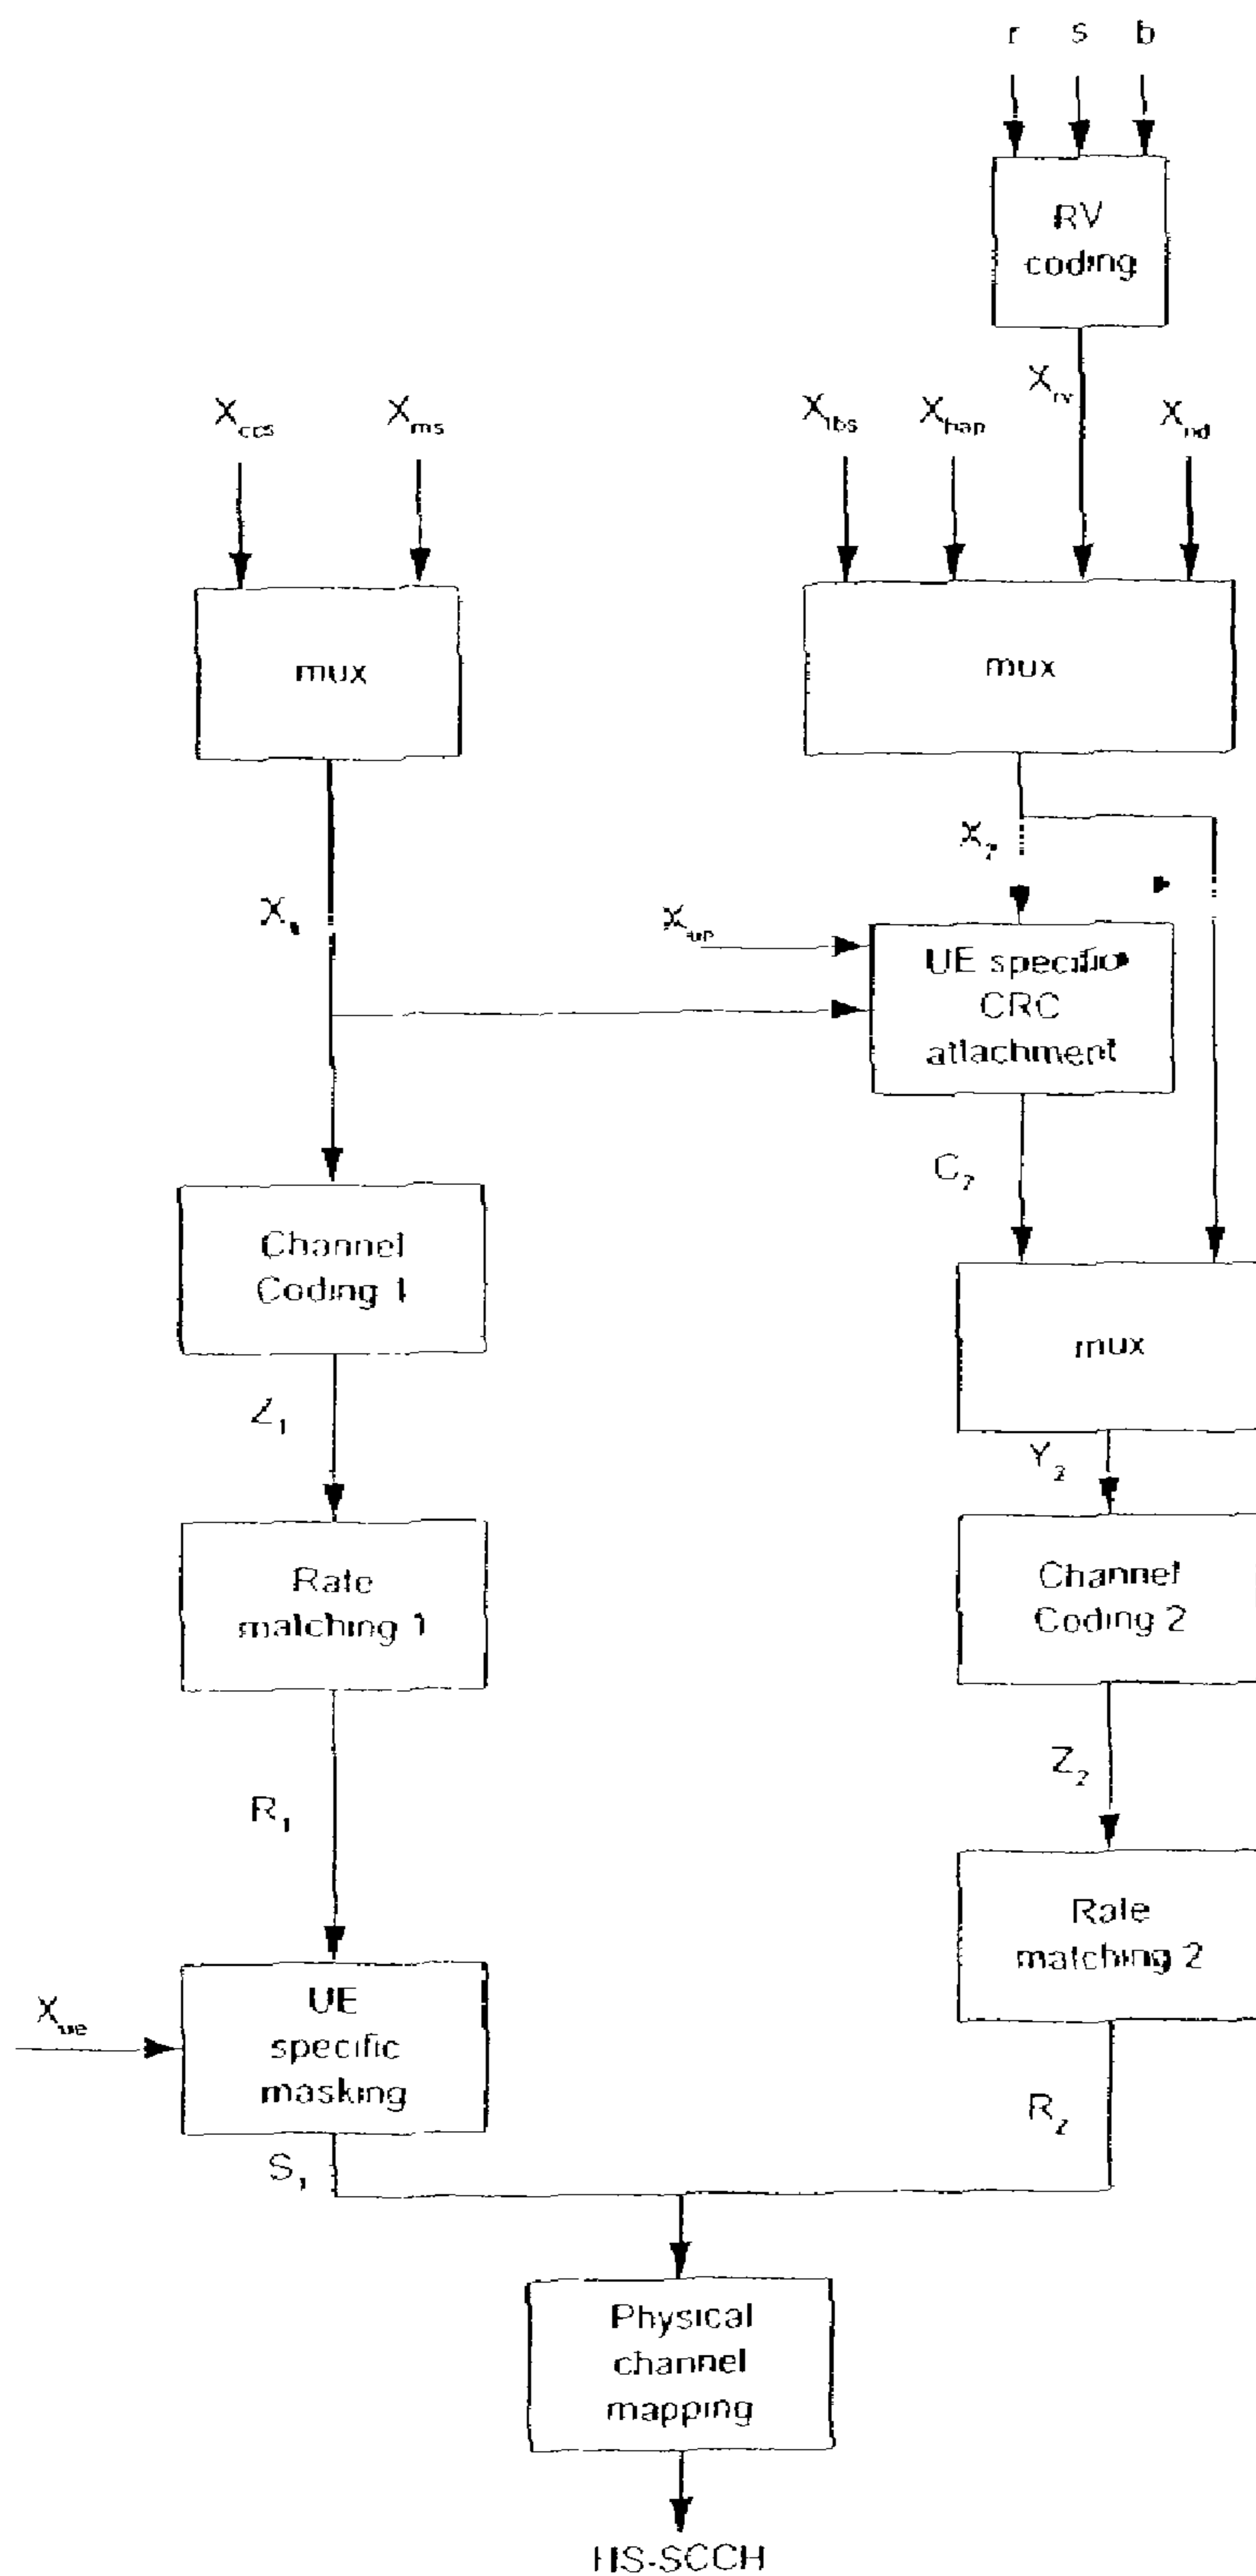 r s b
RV
coding
X_rv
X_ccs X_ms X_tbs X_hap X_nd
mux
mux
X_2
X_1
X_ue
UE specific
CRC
attachment
C_2
Channel
Coding 1
mux
Z_1
Y_2
Rate
matching 1
Channel
Coding 2
Z_2
R_1
Rate
matching 2
X_ue
UE
specific
masking
R_2
S_1
Physical
channel
mapping
HS-SCCH